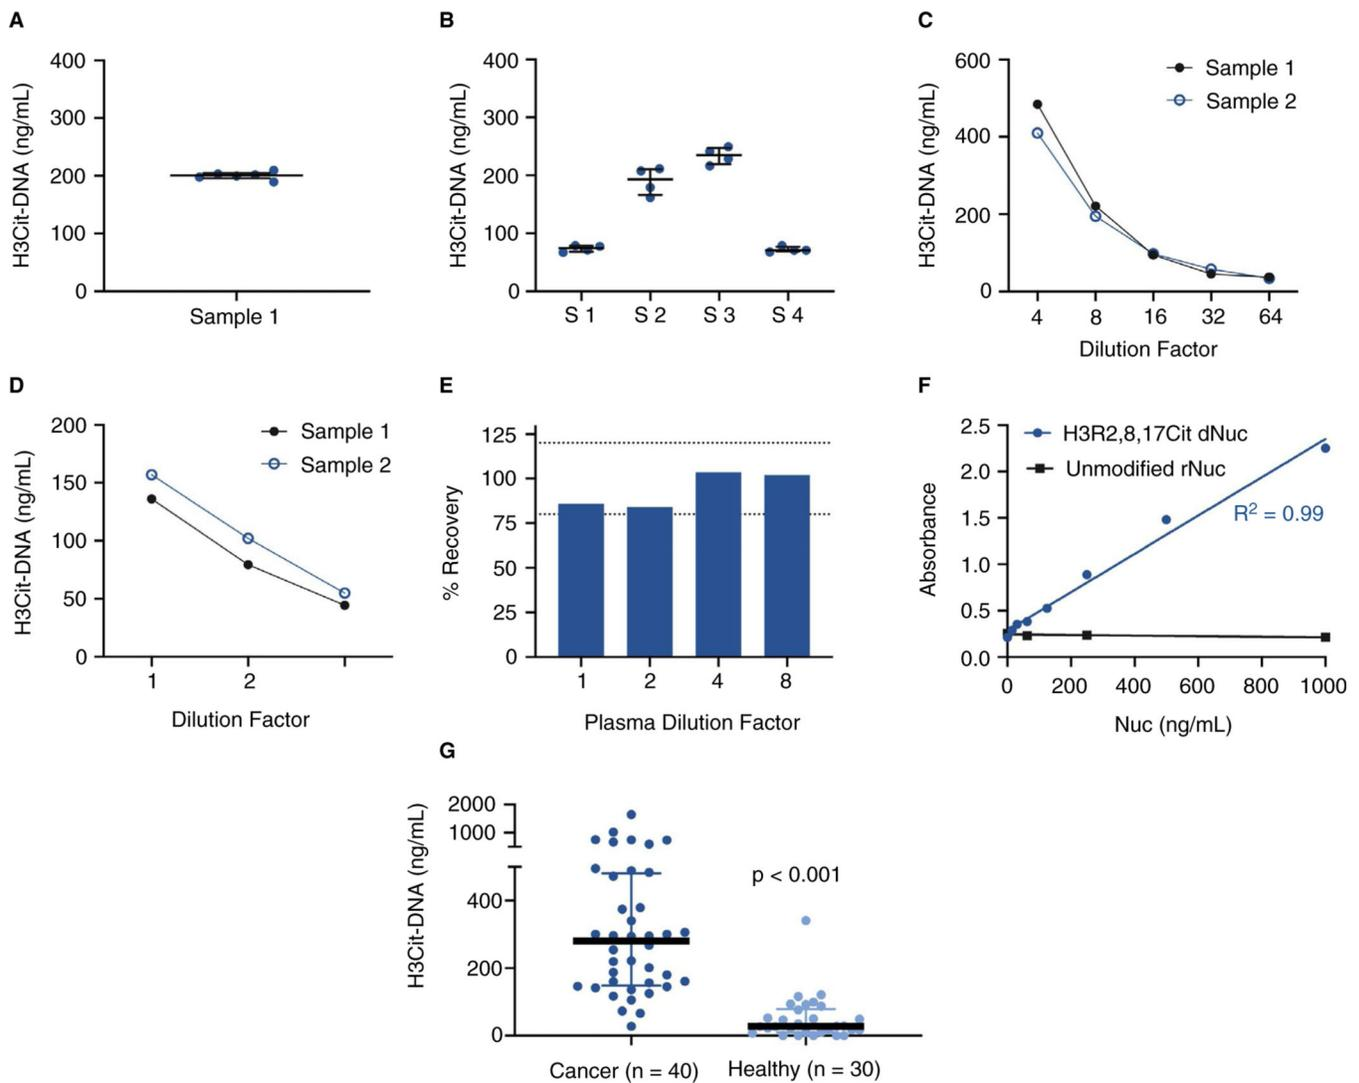 A
H3Cit-DNA (ng/mL)
400
300
200
100
0
Sample 1
B
H3Cit-DNA (ng/mL)
400
300
200
100
0
S 1 S 2 S 3 S 4
C
H3Cit-DNA (ng/mL)
600
400
200
0
Sample 1
Sample 2
4 8 16 32 64
Dilution Factor
D
H3Cit-DNA (ng/mL)
200
150
100
50
0
Sample 1
Sample 2
1 2
Dilution Factor
E
% Recovery
125
100
75
50
25
0
1 2 4 8
Plasma Dilution Factor
F
Absorbance
2.5
2.0
1.5
1.0
0.5
0.0
H3R2,8,17Cit dNuc
Unmodified rNuc
R² = 0.99
0 200 400 600 800 1000
Nuc (ng/mL)
G
H3Cit-DNA (ng/mL)
2000
1000
400
200
0
p < 0.001
Cancer (n = 40) Healthy (n = 30)